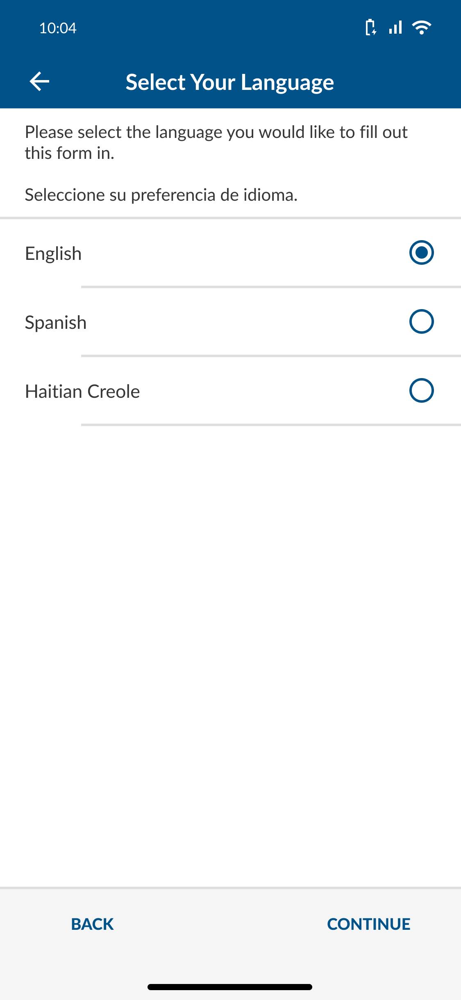 10:04
Select Your Language
Please select the language you would like to fill out
this form in.
Seleccione su preferencia de idioma.
English
Spanish
Haitian Creole
BACK
CONTINUE